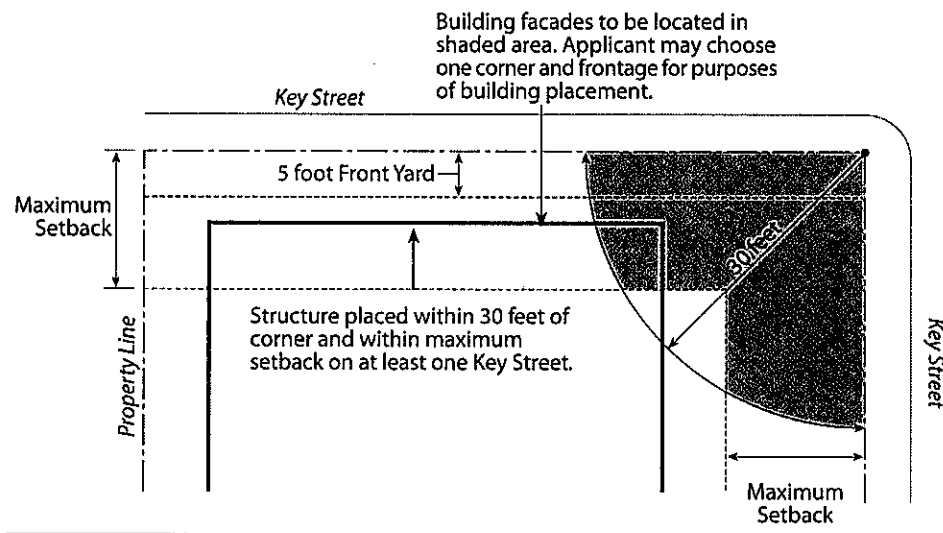 Building facades to be located in
shaded area. Applicant may choose
one corner and frontage for purposes
of building placement.
Key Street
5 foot Front Yard
Maximum
Setback
30 feet
Structure placed within 30 feet of
corner and within maximum
setback on at least one Key Street.
Property Line
Key Street
Maximum
Setback